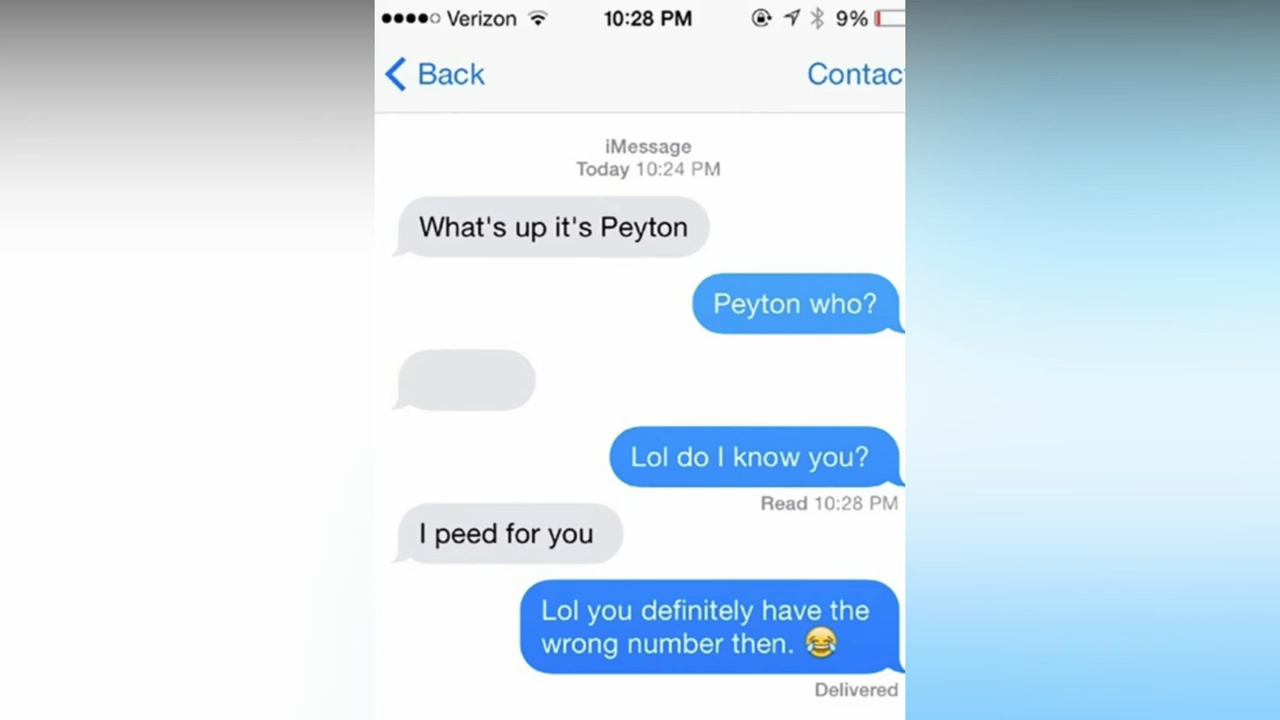 Verizon 10:28 PM 9%
Back Contac
iMessage
Today 10:24 PM
What's up it's Peyton
Peyton who?
Lol do I know you?
Read 10:28 PM
I peed for you
Lol you definitely have the
wrong number then. 😂
Delivered